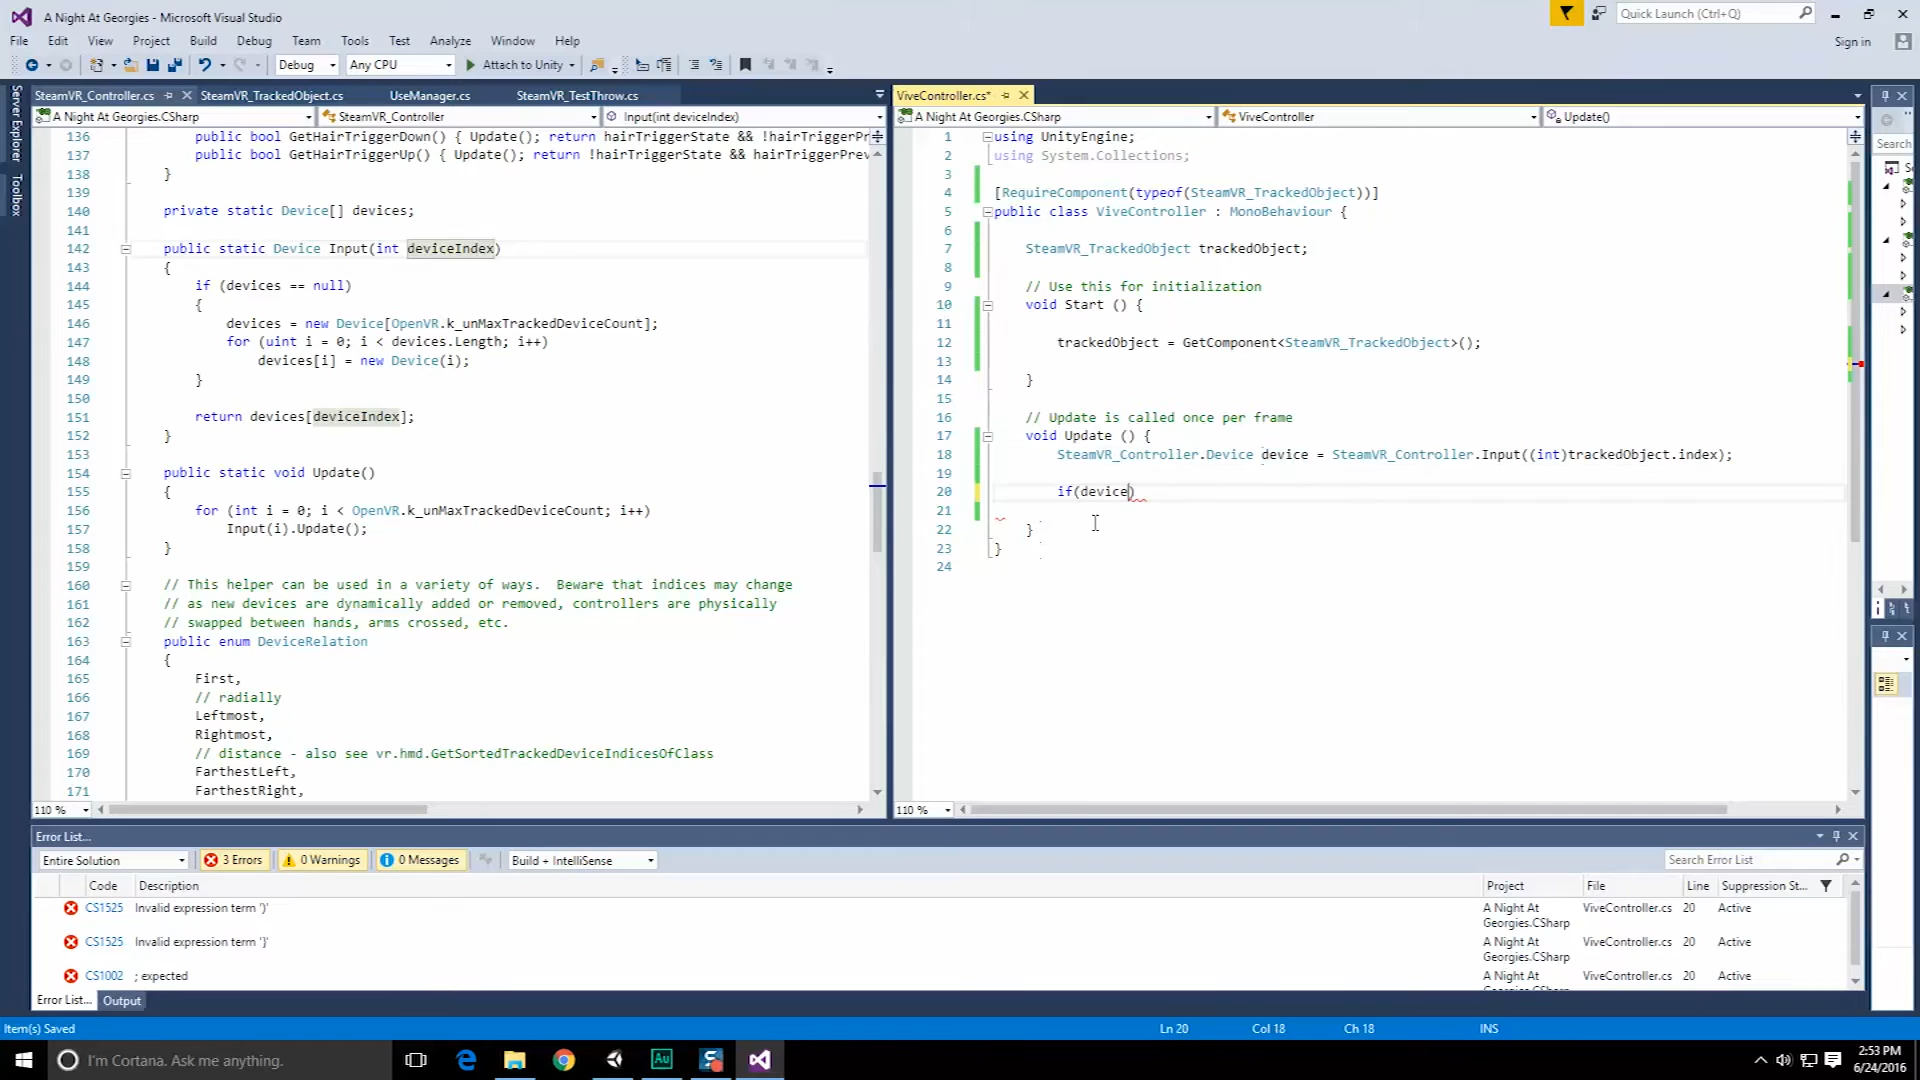 A Night At Georgies - Microsoft Visual Studio
Quick Launch (Ctrl+Q)
File Edit View Project Build Debug Team Tools Test Analyze Window Help
Sign in
Debug Any CPU Attach to Unity
Server Explorer
Toolbox
SteamVR_Controller.cs SteamVR_TrackedObject.cs UseManager.cs SteamVR_TestThrow.cs
A Night At Georgies.CSharp SteamVR_Controller Input(int deviceIndex)
136 public bool GetHairTriggerDown() { Update(); return hairTriggerState && !hairTriggerPre
137 public bool GetHairTriggerUp() { Update(); return !hairTriggerState && hairTriggerPrev
138 }
139
140 private static Device[] devices;
141
142 public static Device Input(int deviceIndex)
143 {
144 if (devices == null)
145 {
146 devices = new Device[OpenVR.k_unMaxTrackedDeviceCount];
147 for (uint i = 0; i < devices.Length; i++)
148 devices[i] = new Device(i);
149 }
150
151 return devices[deviceIndex];
152 }
153
154 public static void Update()
155 {
156 for (int i = 0; i < OpenVR.k_unMaxTrackedDeviceCount; i++)
157 Input(i).Update();
158 }
159
160 // This helper can be used in a variety of ways.  Beware that indices may change
161 // as new devices are dynamically added or removed, controllers are physically
162 // swapped between hands, arms crossed, etc.
163 public enum DeviceRelation
164 {
165 First,
166 // radially
167 Leftmost,
168 Rightmost,
169 // distance - also see vr.hmd.GetSortedTrackedDeviceIndicesOfClass
170 FarthestLeft,
171 FarthestRight,
110 %
ViveController.cs*
A Night At Georgies.CSharp ViveController Update()
1 using UnityEngine;
2 using System.Collections;
3
4 [RequireComponent(typeof(SteamVR_TrackedObject))]
5 public class ViveController : MonoBehaviour {
6
7 SteamVR_TrackedObject trackedObject;
8
9 // Use this for initialization
10 void Start () {
11
12 trackedObject = GetComponent<SteamVR_TrackedObject>();
13
14 }
15
16 // Update is called once per frame
17 void Update () {
18 SteamVR_Controller.Device device = SteamVR_Controller.Input((int)trackedObject.index);
19
20 if(device)
21
22 }
23 }
24
110 %
Search
Error List...
Entire Solution 3 Errors 0 Warnings 0 Messages Build + IntelliSense Search Error List
Code Description Project File Line Suppression St...
CS1525 Invalid expression term ')' A Night At Georgies.CSharp ViveController.cs 20 Active
CS1525 Invalid expression term '}' A Night At Georgies.CSharp ViveController.cs 20 Active
CS1002 ; expected A Night At Georgies.CSharp ViveController.cs 20 Active
Error List... Output
Item(s) Saved Ln 20 Col 18 Ch 18 INS
I'm Cortana. Ask me anything.
Au
2:53 PM
6/24/2016